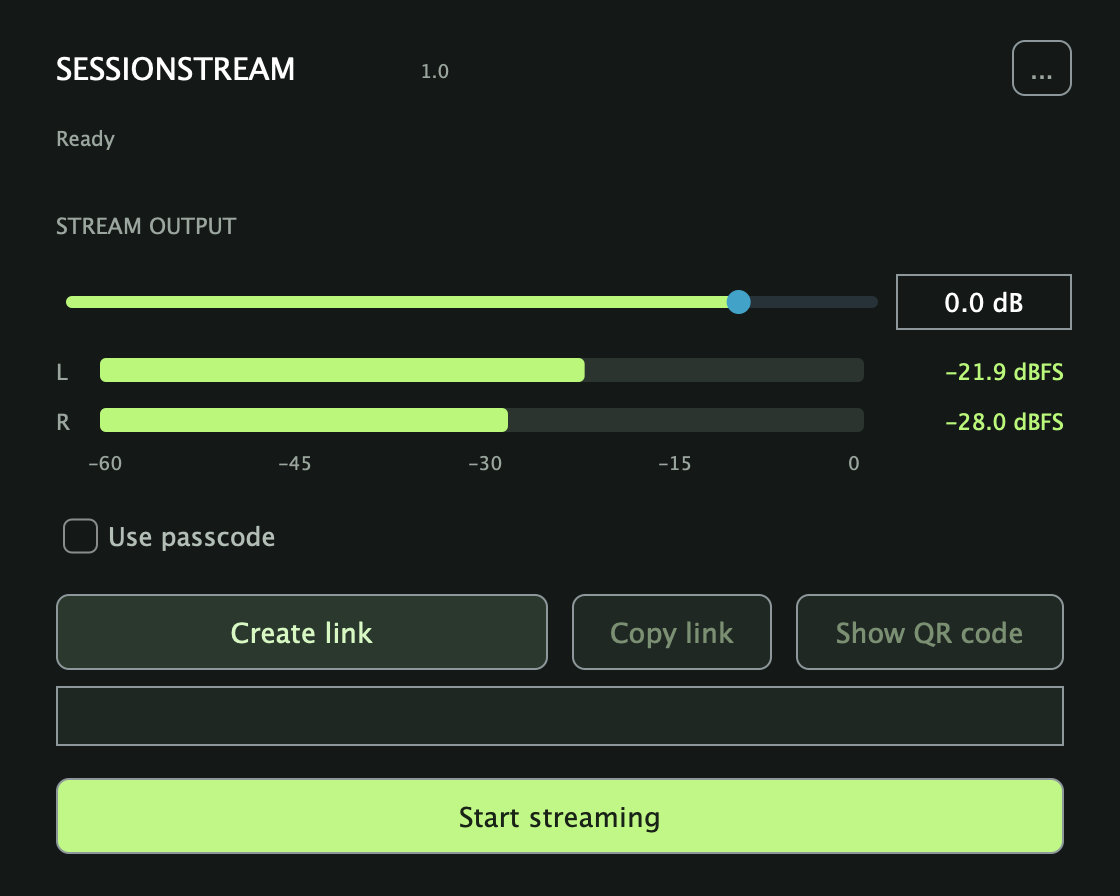 SESSIONSTREAM 1.0 ...
Ready
STREAM OUTPUT
0.0 dB
L -21.9 dBFS
R -28.0 dBFS
-60 -45 -30 -15 0
Use passcode
Create link Copy link Show QR code
Start streaming